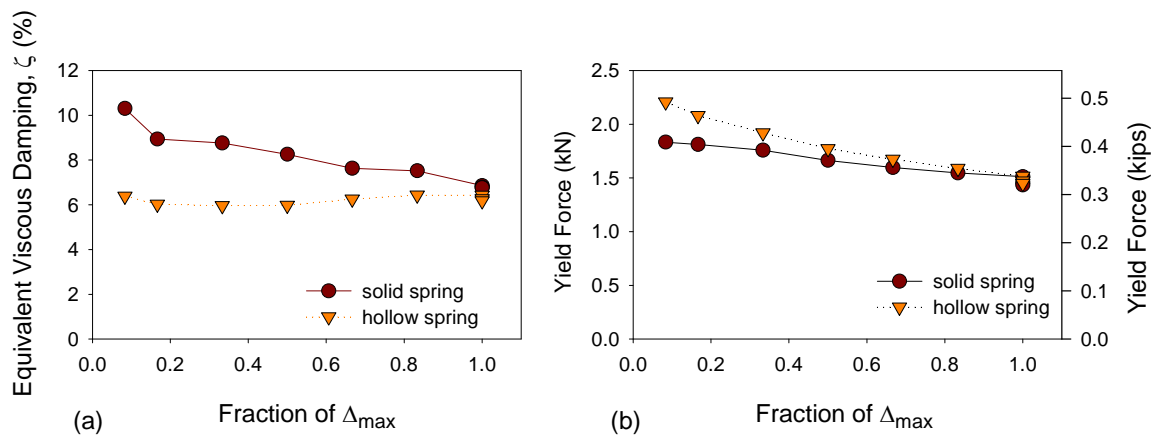 Equivalent Viscous Damping, ζ (%)
12
10
8
6
4
2
0
0.0 0.2 0.4 0.6 0.8 1.0
solid spring
hollow spring
(a)
Fraction of Δmax
Yield Force (kN)
2.5
2.0
1.5
1.0
0.5
0.0
0.0 0.2 0.4 0.6 0.8 1.0
solid spring
hollow spring
0.5
0.4
0.3
0.2
0.1
0.0
Yield Force (kips)
(b)
Fraction of Δmax